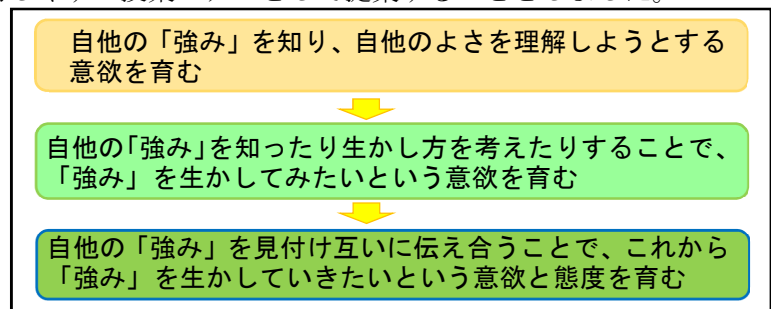 自他の「強み」を知り、自他のよさを理解しようとする
意欲を育む
自他の「強み」を知ったり生かし方を考えたりすることで、
「強み」を生かしてみたいという意欲を育む
自他の「強み」を見付け互いに伝え合うことで、これから
「強み」を生かしていきたいという意欲と態度を育む